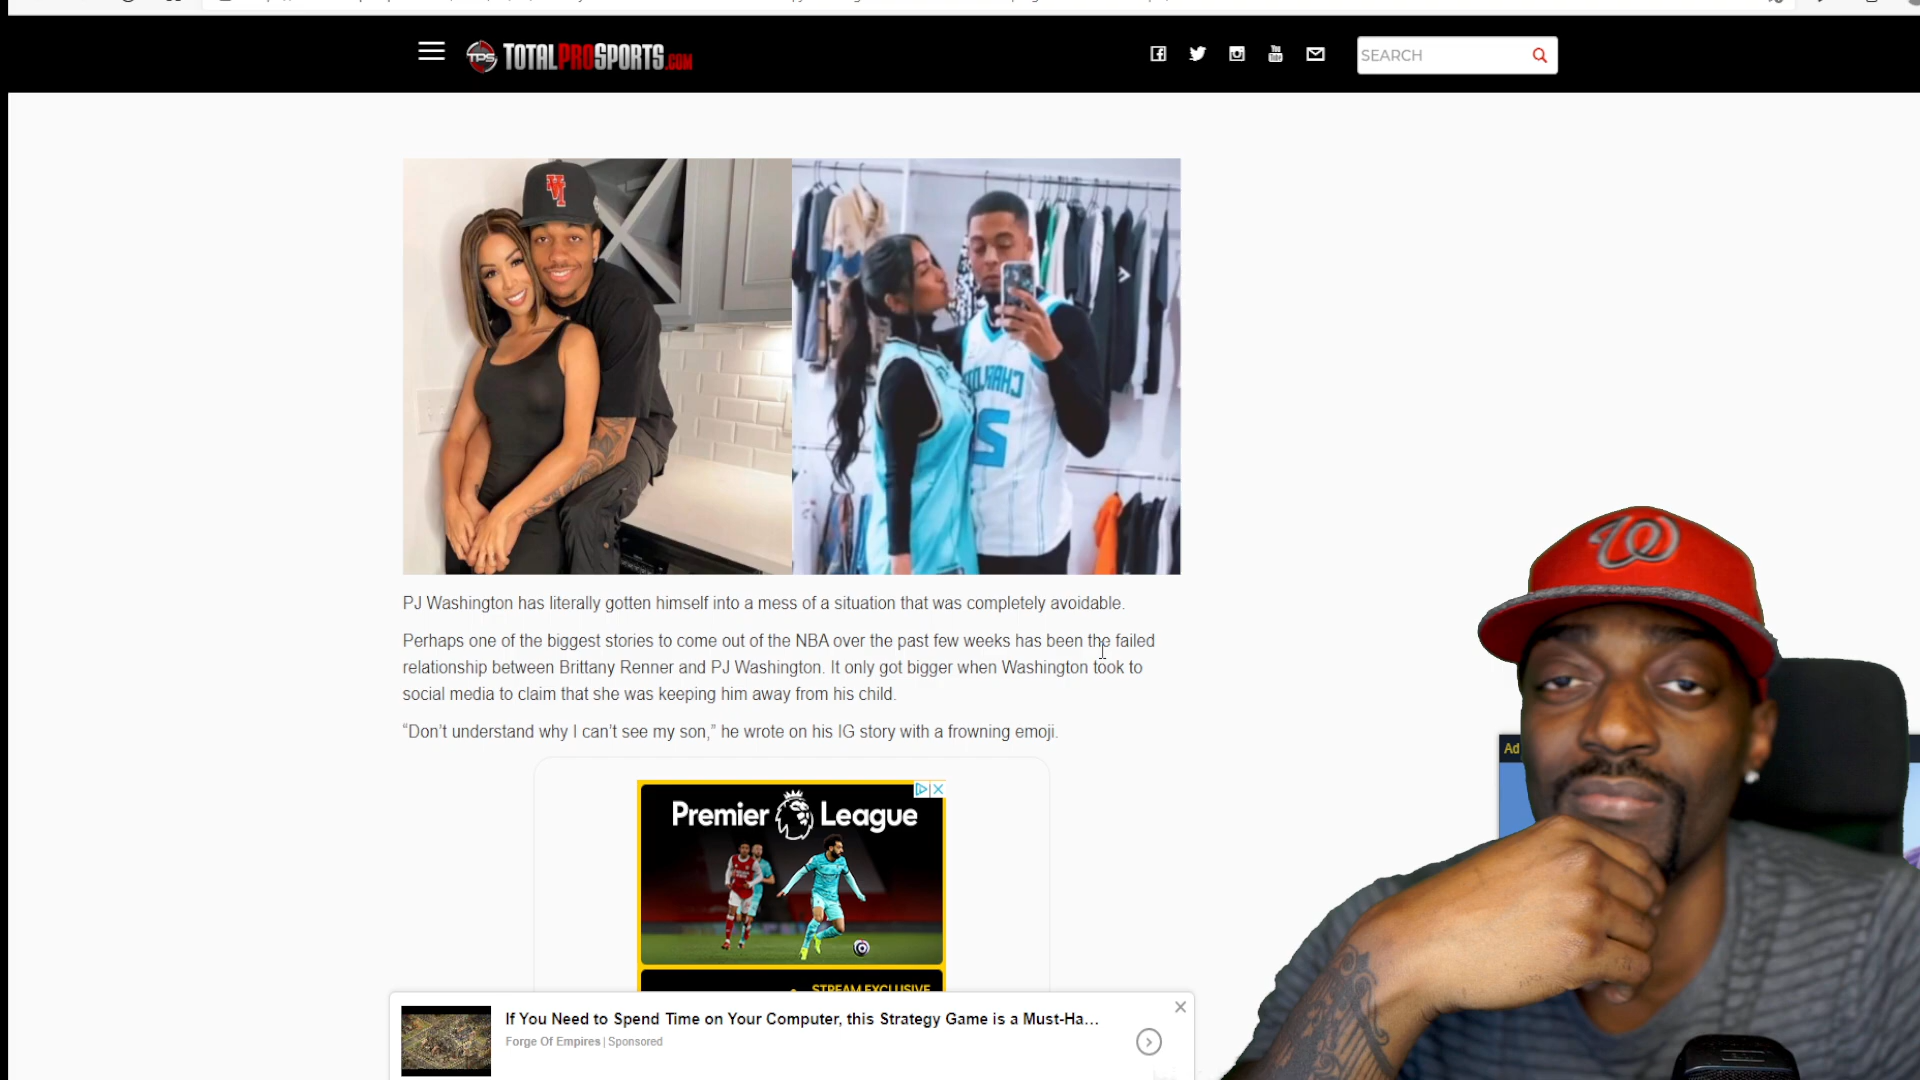 TPS TOTALPROSPORTS.COM
SEARCH
PJ Washington has literally gotten himself into a mess of a situation that was completely avoidable.
Perhaps one of the biggest stories to come out of the NBA over the past few weeks has been the failed
relationship between Brittany Renner and PJ Washington. It only got bigger when Washington took to
social media to claim that she was keeping him away from his child.
“Don’t understand why I can’t see my son,” he wrote on his IG story with a frowning emoji.
Ad
Premier League
STREAM EXCLUSIVE
If You Need to Spend Time on Your Computer, this Strategy Game is a Must-Ha...
Forge Of Empires | Sponsored